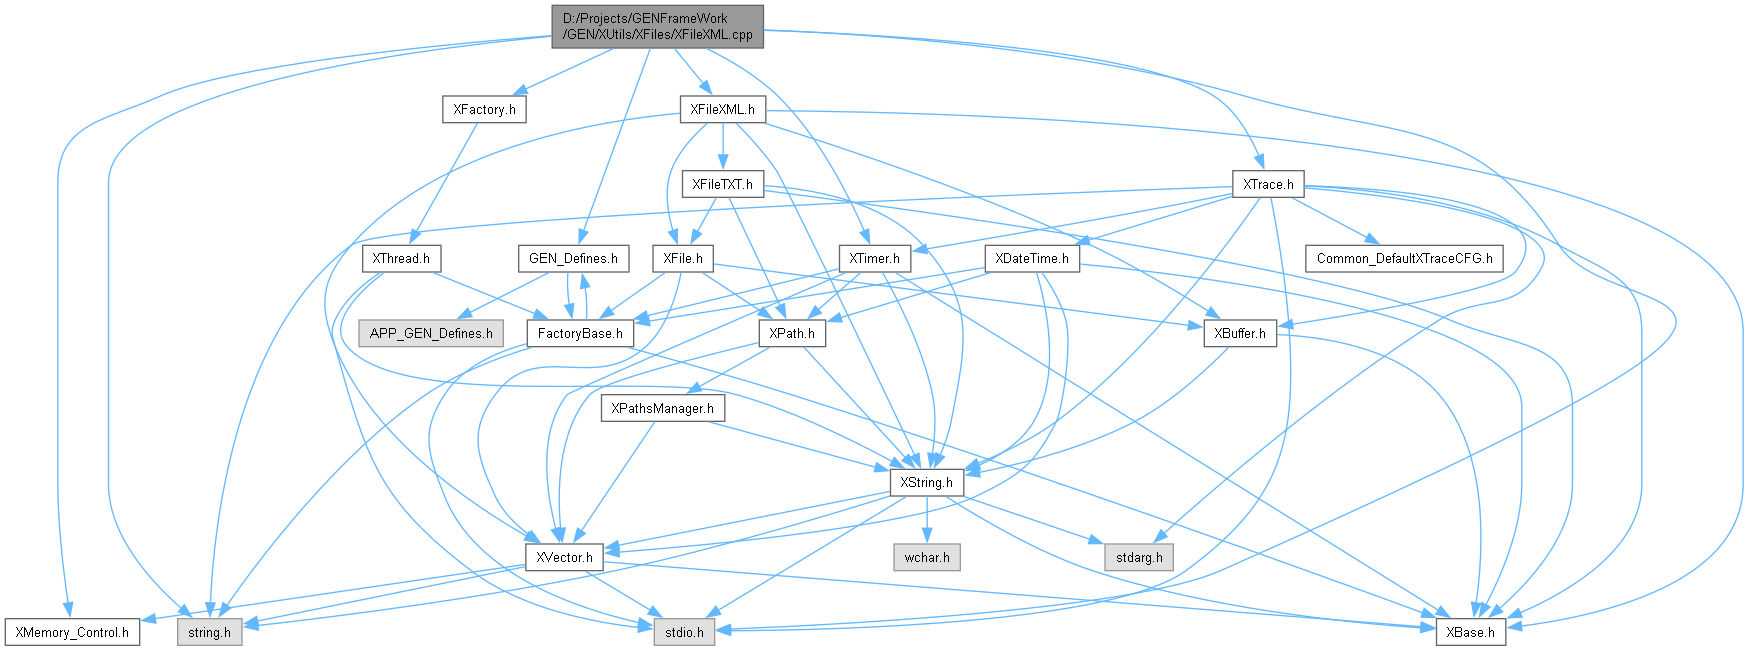 D:/Projects/GENFrameWork
/GEN/XUtils/XFiles/XFileXML.cpp
XFactory.h
XFileXML.h
XFileTXT.h
XTrace.h
XThread.h
GEN_Defines.h
XFile.h
XTimer.h
XDateTime.h
Common_DefaultXTraceCFG.h
APP_GEN_Defines.h
FactoryBase.h
XPath.h
XBuffer.h
XPathsManager.h
XString.h
XVector.h
wchar.h
stdarg.h
XMemory_Control.h
string.h
stdio.h
XBase.h